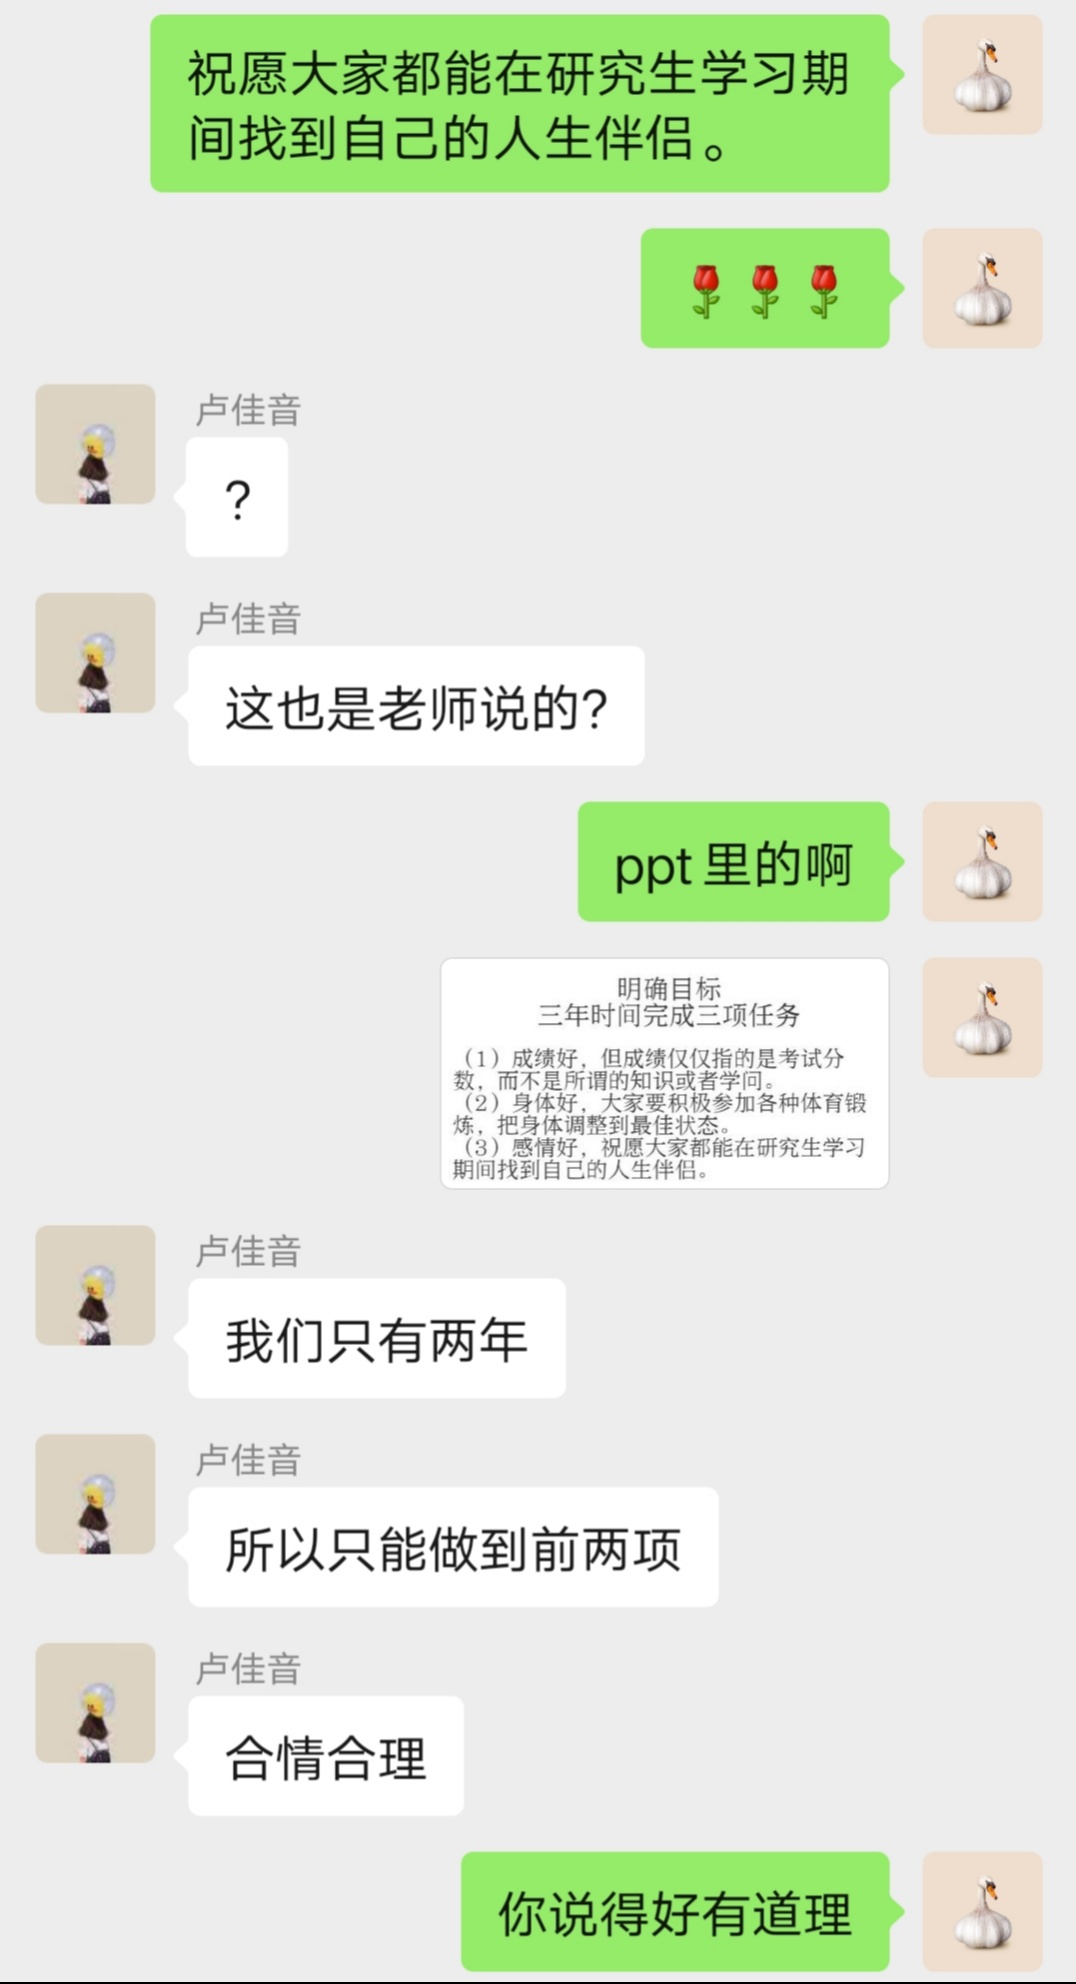 祝愿大家都能在研究生学习期
间找到自己的人生伴侣。
🌹🌹🌹
卢佳音
?
卢佳音
这也是老师说的?
ppt里的啊
明确目标
三年时间完成三项任务
（1）成绩好，但成绩仅仅指的是考试分
数，而不是所谓的知识或者学问。
（2）身体好，大家要积极参加各种体育锻
炼，把身体调整到最佳状态。
（3）感情好，祝愿大家都能在研究生学习
期间找到自己的人生伴侣。
卢佳音
我们只有两年
卢佳音
所以只能做到前两项
卢佳音
合情合理
你说得好有道理